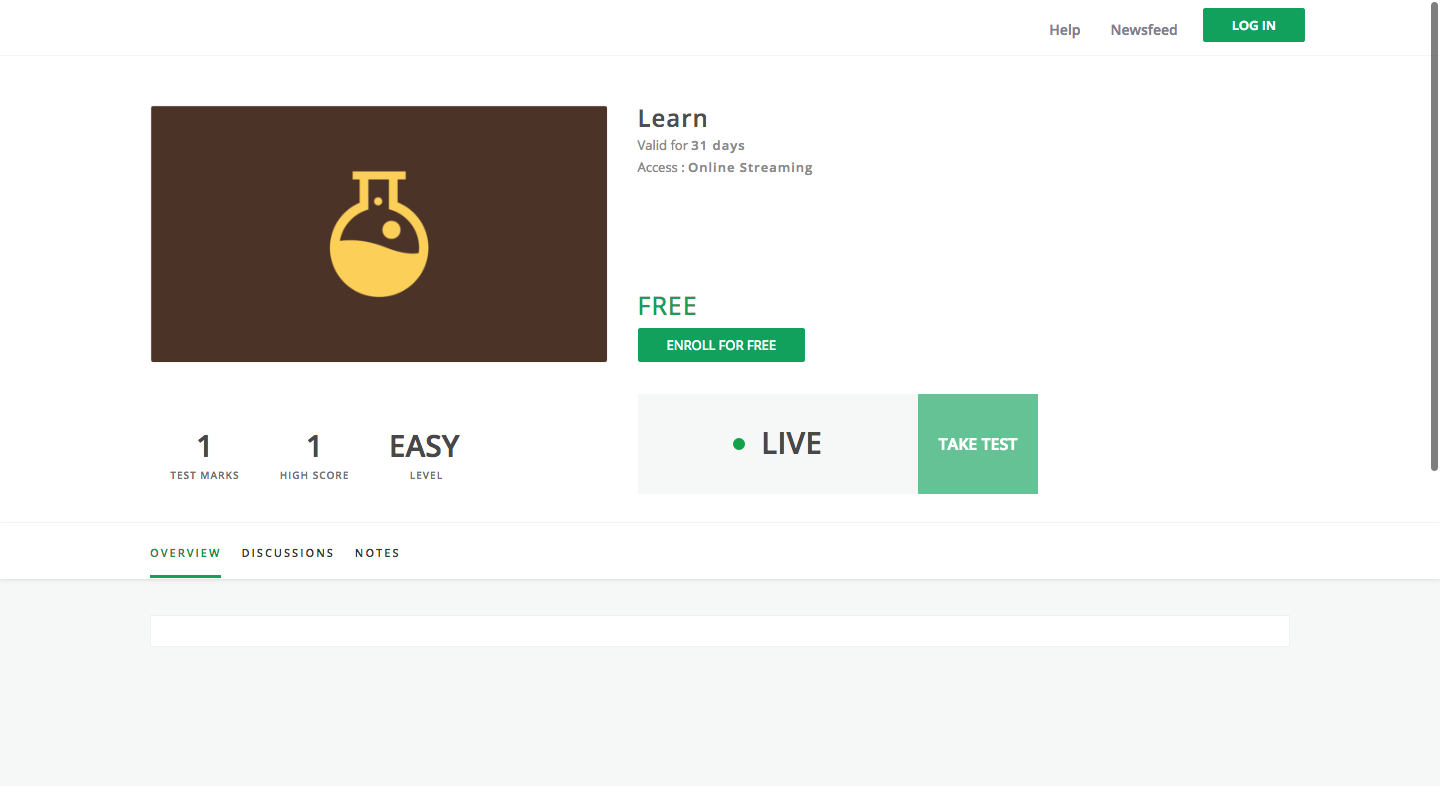 Help Newsfeed LOG IN
Learn
Valid for 31 days
Access : Online Streaming
FREE
ENROLL FOR FREE
1
TEST MARKS
1
HIGH SCORE
EASY
LEVEL
LIVE
TAKE TEST
OVERVIEW DISCUSSIONS NOTES